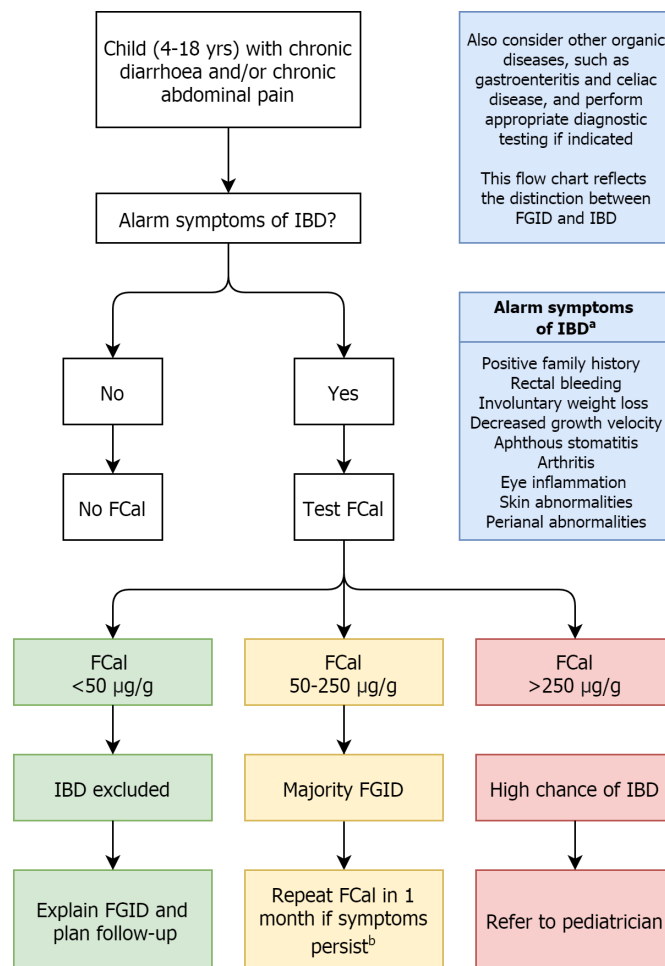 Child (4-18 yrs) with chronic
diarrhoea and/or chronic
abdominal pain
Also consider other organic
diseases, such as
gastroenteritis and celiac
disease, and perform
appropriate diagnostic
testing if indicated
This flow chart reflects
the distinction between
FGID and IBD
Alarm symptoms of IBD?
Alarm symptoms
of IBDᵃ
Positive family history
Rectal bleeding
Involuntary weight loss
Decreased growth velocity
Aphthous stomatitis
Arthritis
Eye inflammation
Skin abnormalities
Perianal abnormalities
No
Yes
No FCal
Test FCal
FCal
<50 µg/g
FCal
50-250 µg/g
FCal
>250 µg/g
IBD excluded
Majority FGID
High chance of IBD
Explain FGID and
plan follow-up
Repeat FCal in 1
month if symptoms
persistᵇ
Refer to pediatrician